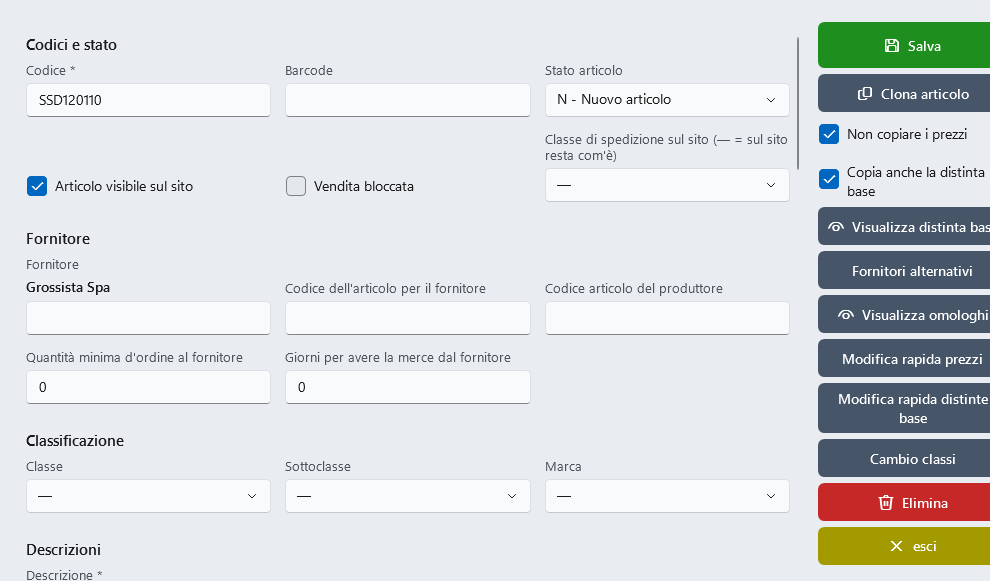 Codici e stato
Codice *
Barcode
Stato articolo
SSD120110
N - Nuovo articolo
Classe di spedizione sul sito (— = sul sito
resta com'è)
Articolo visibile sul sito
Vendita bloccata
—
Fornitore
Fornitore
Grossista Spa
Codice dell'articolo per il fornitore
Codice articolo del produttore
Quantità minima d'ordine al fornitore
Giorni per avere la merce dal fornitore
0
0
Classificazione
Classe
Sottoclasse
Marca
—
—
—
Descrizioni
Descrizione *
Salva
Clona articolo
Non copiare i prezzi
Copia anche la distinta
base
Visualizza distinta bas
Fornitori alternativi
Visualizza omologhi
Modifica rapida prezzi
Modifica rapida distinte
base
Cambio classi
Elimina
esci